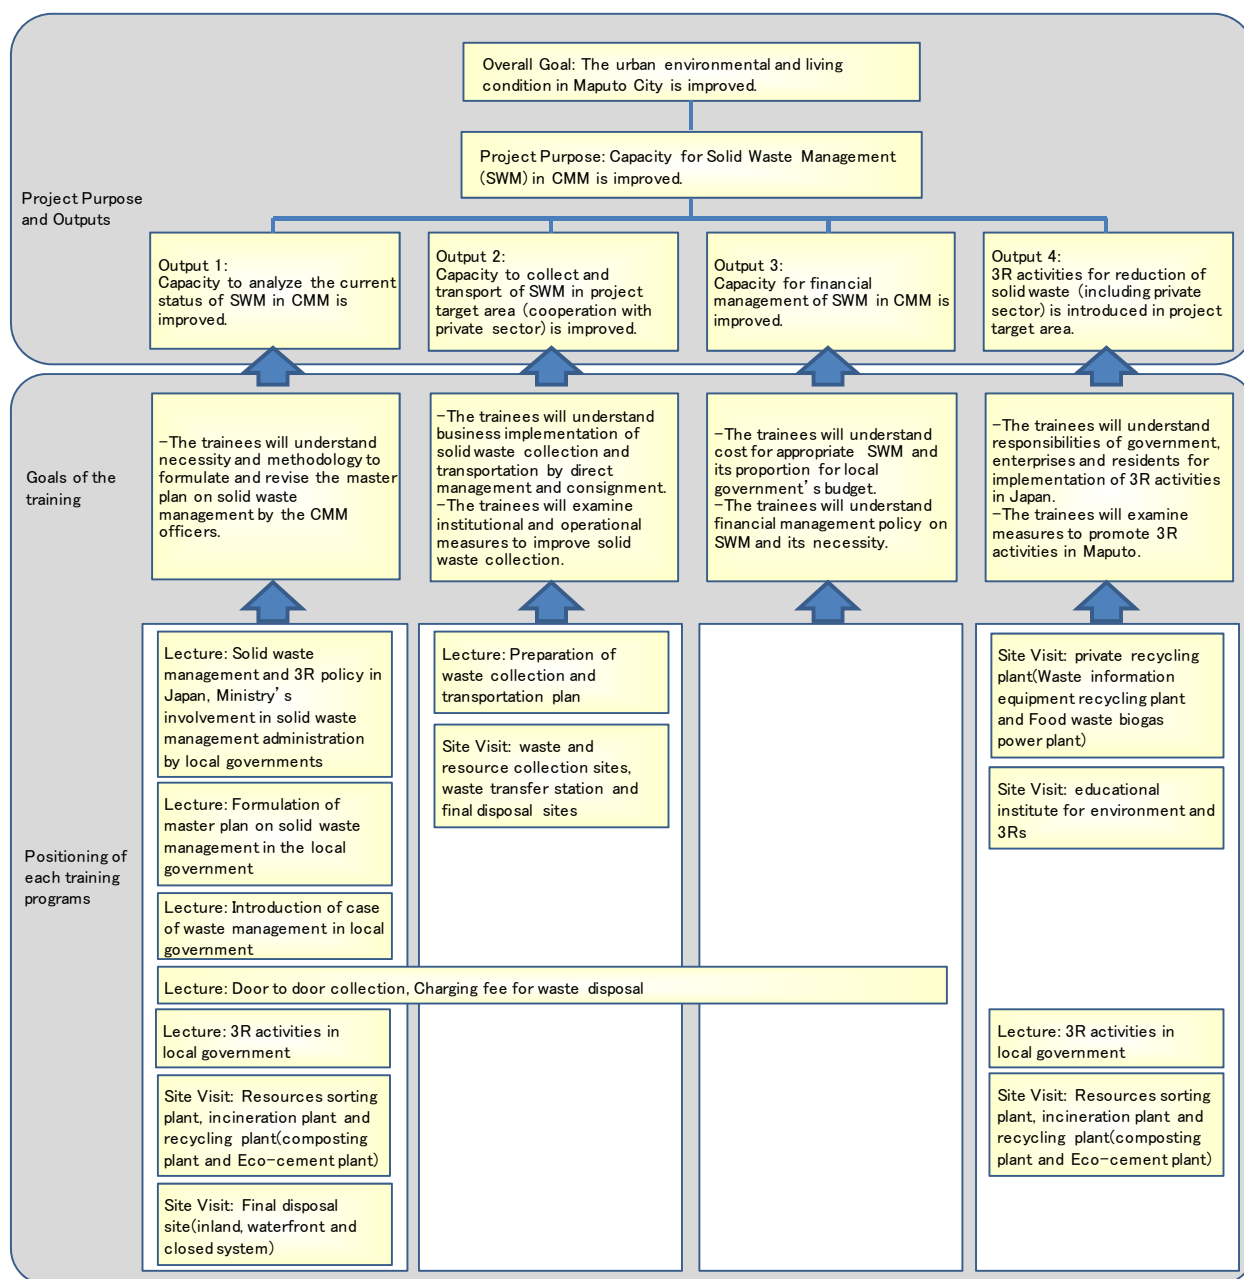 Overall Goal: The urban environmental and living
condition in Maputo City is improved.
Project Purpose: Capacity for Solid Waste Management
(SWM) in CMM is improved.
Project Purpose
and Outputs
Output 1:
Capacity to analyze the current
status of SWM in CMM is
improved.
Output 2:
Capacity to collect and
transport of SWM in project
target area (cooperation with
private sector) is improved.
Output 3:
Capacity for financial
management of SWM in CMM is
improved.
Output 4:
3R activities for reduction of
solid waste (including private
sector) is introduced in project
target area.
Goals of the
training
-The trainees will understand
necessity and methodology to
formulate and revise the master
plan on solid waste
management by the CMM
officers.
-The trainees will understand
business implementation of
solid waste collection and
transportation by direct
management and consignment.
-The trainees will examine
institutional and operational
measures to improve solid
waste collection.
-The trainees will understand
cost for appropriate SWM and
its proportion for local
government's budget.
-The trainees will understand
financial management policy on
SWM and its necessity.
-The trainees will understand
responsibilities of government,
enterprises and residents for
implementation of 3R activities
in Japan.
-The trainees will examine
measures to promote 3R
activities in Maputo.
Positioning of
each training
programs
Lecture: Solid waste
management and 3R policy in
Japan, Ministry's
involvement in solid waste
management administration
by local governments
Lecture: Formulation of
master plan on solid waste
management in the local
government
Lecture: Introduction of case
of waste management in local
government
Lecture: Door to door collection, Charging fee for waste disposal
Lecture: 3R activities in
local government
Site Visit: Resources sorting
plant, incineration plant and
recycling plant(composting
plant and Eco-cement plant)
Site Visit: Final disposal
site(inland, waterfront and
closed system)
Lecture: Preparation of
waste collection and
transportation plan
Site Visit: waste and
resource collection sites,
waste transfer station and
final disposal sites
Site Visit: private recycling
plant(Waste information
equipment recycling plant
and Food waste biogas
power plant)
Site Visit: educational
institute for environment and
3Rs
Lecture: 3R activities in
local government
Site Visit: Resources sorting
plant, incineration plant and
recycling plant(composting
plant and Eco-cement plant)